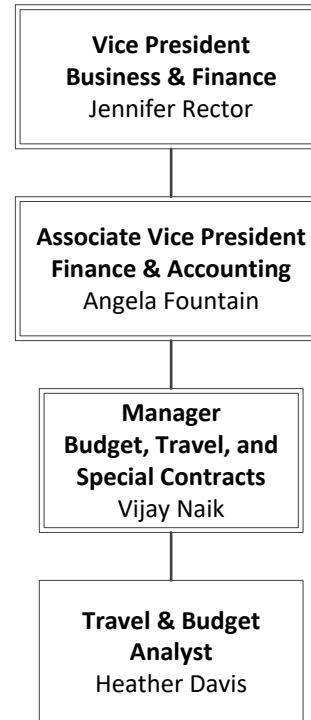 Vice President
Business & Finance
Jennifer Rector
Associate Vice President
Finance & Accounting
Angela Fountain
Manager
Budget, Travel, and
Special Contracts
Vijay Naik
Travel & Budget
Analyst
Heather Davis